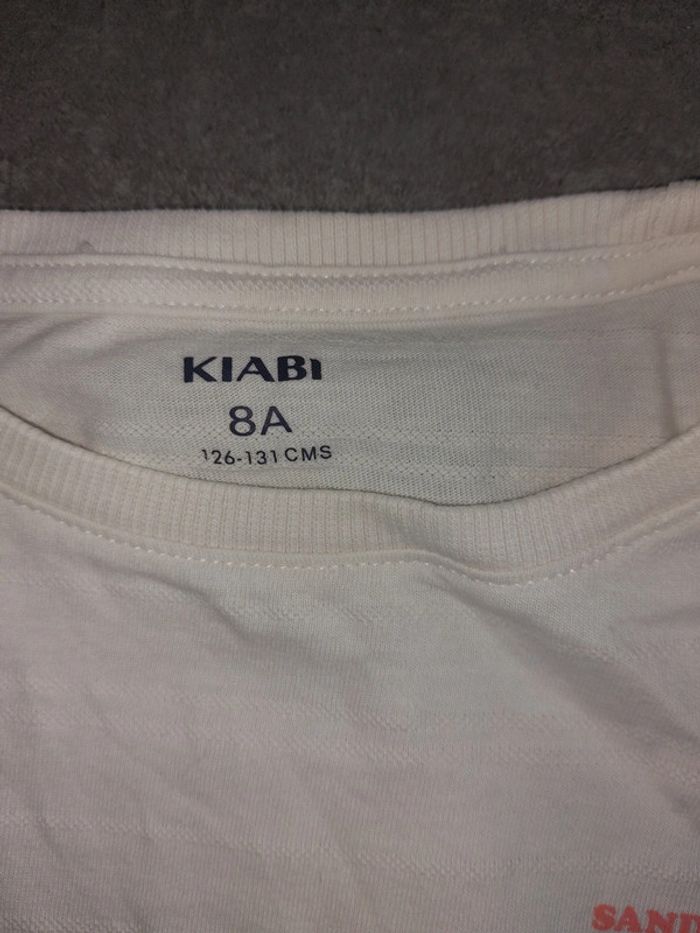 KIABI
8A
126-131 CMS
SAND